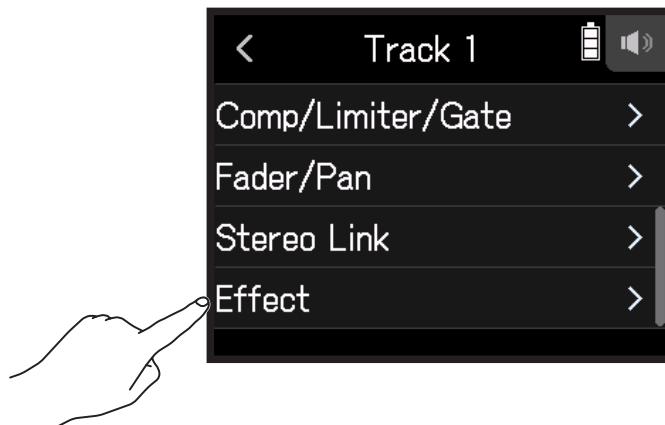 Track 1
Comp/Limiter/Gate
Fader/Pan
Stereo Link
Effect